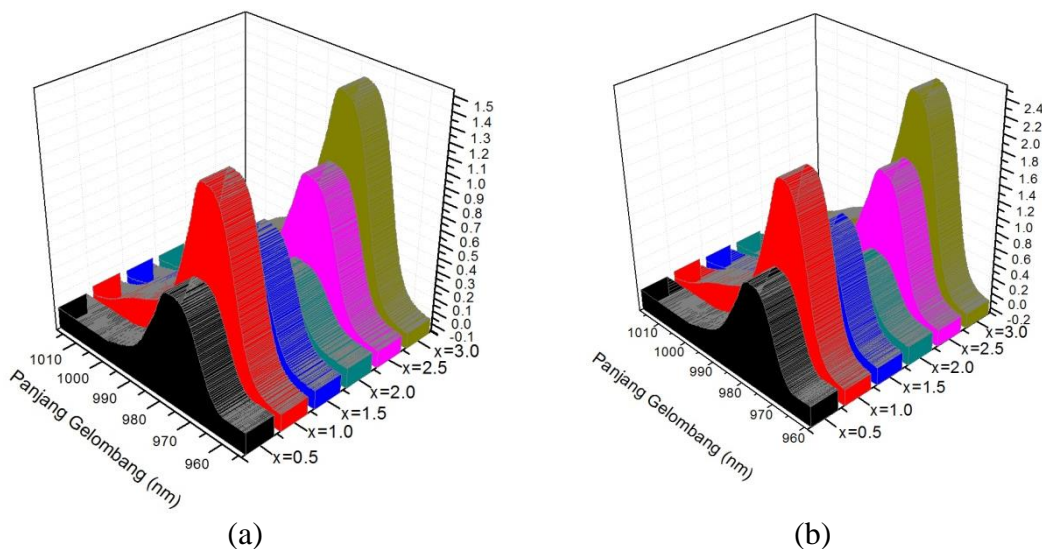 1.5
1.4
1.3
1.2
1.1
1.0
0.9
0.8
0.7
0.6
0.5
0.4
0.3
0.2
0.1
0.0
-0.1
x=3.0
x=2.5
x=2.0
x=1.5
x=1.0
x=0.5
1010
1000
990
980
970
960
Panjang Gelombang (nm)
(a)
2.4
2.2
2.0
1.8
1.6
1.4
1.2
1.0
0.8
0.6
0.4
0.2
0.0
-0.2
x=3.0
x=2.5
x=2.0
x=1.5
x=1.0
x=0.5
1010
1000
990
980
970
960
Panjang Gelombang (nm)
(b)